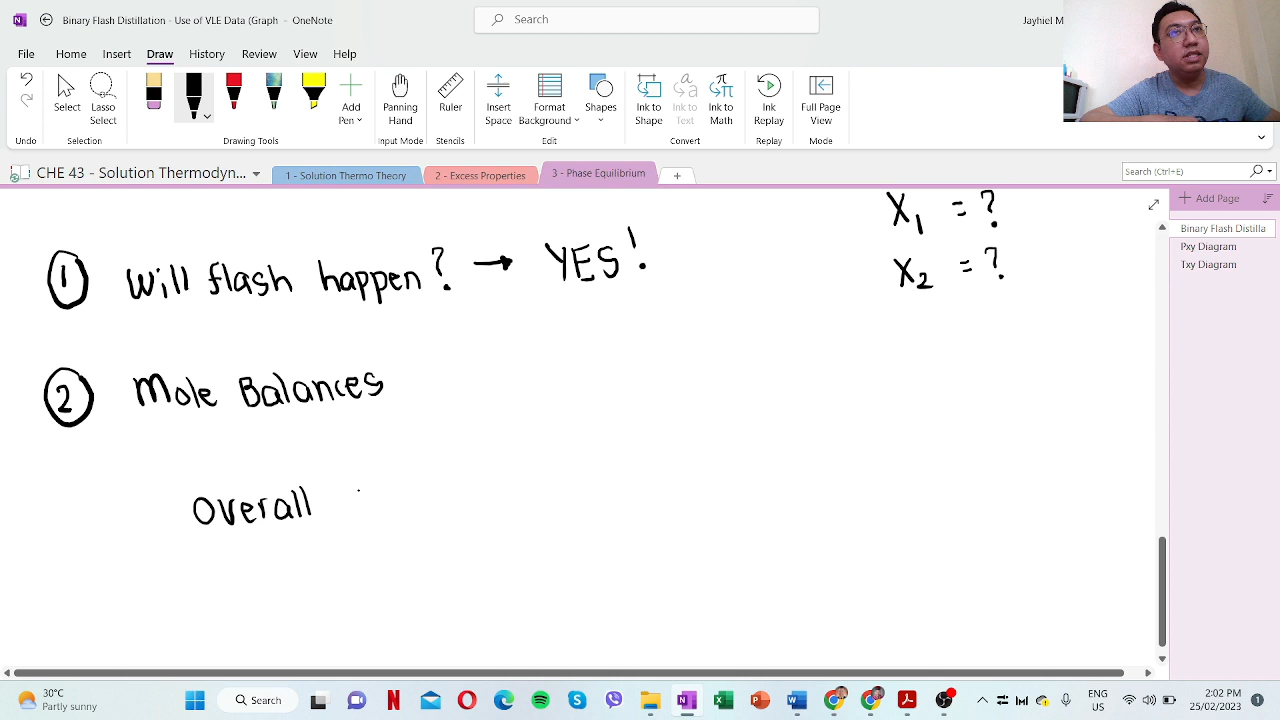 Binary Flash Distillation - Use of VLE Data (Graph - OneNote
Search
Jayhiel M
File Home Insert Draw History Review View Help
Undo
Select
Lasso Select
Add Pen
Panning Hand
Ruler
Insert Space
Format Background
Shapes
Ink to Shape
Ink to Text
Ink to Math
Ink Replay
Full Page View
Selection
Drawing Tools
Input Mode
Stencils
Edit
Convert
Replay
Mode
CHE 43 - Solution Thermodyn...
1 - Solution Thermo Theory
2 - Excess Properties
3 - Phase Equilibrium
Search (Ctrl+E)
Add Page
Binary Flash Distilla
Pxy Diagram
Txy Diagram
X1 = ?
X2 = ?
1 Will flash happen? → YES!
2 Mole Balances
Overall
30°C
Partly sunny
Search
ENG
US
2:02 PM
25/02/2023
1